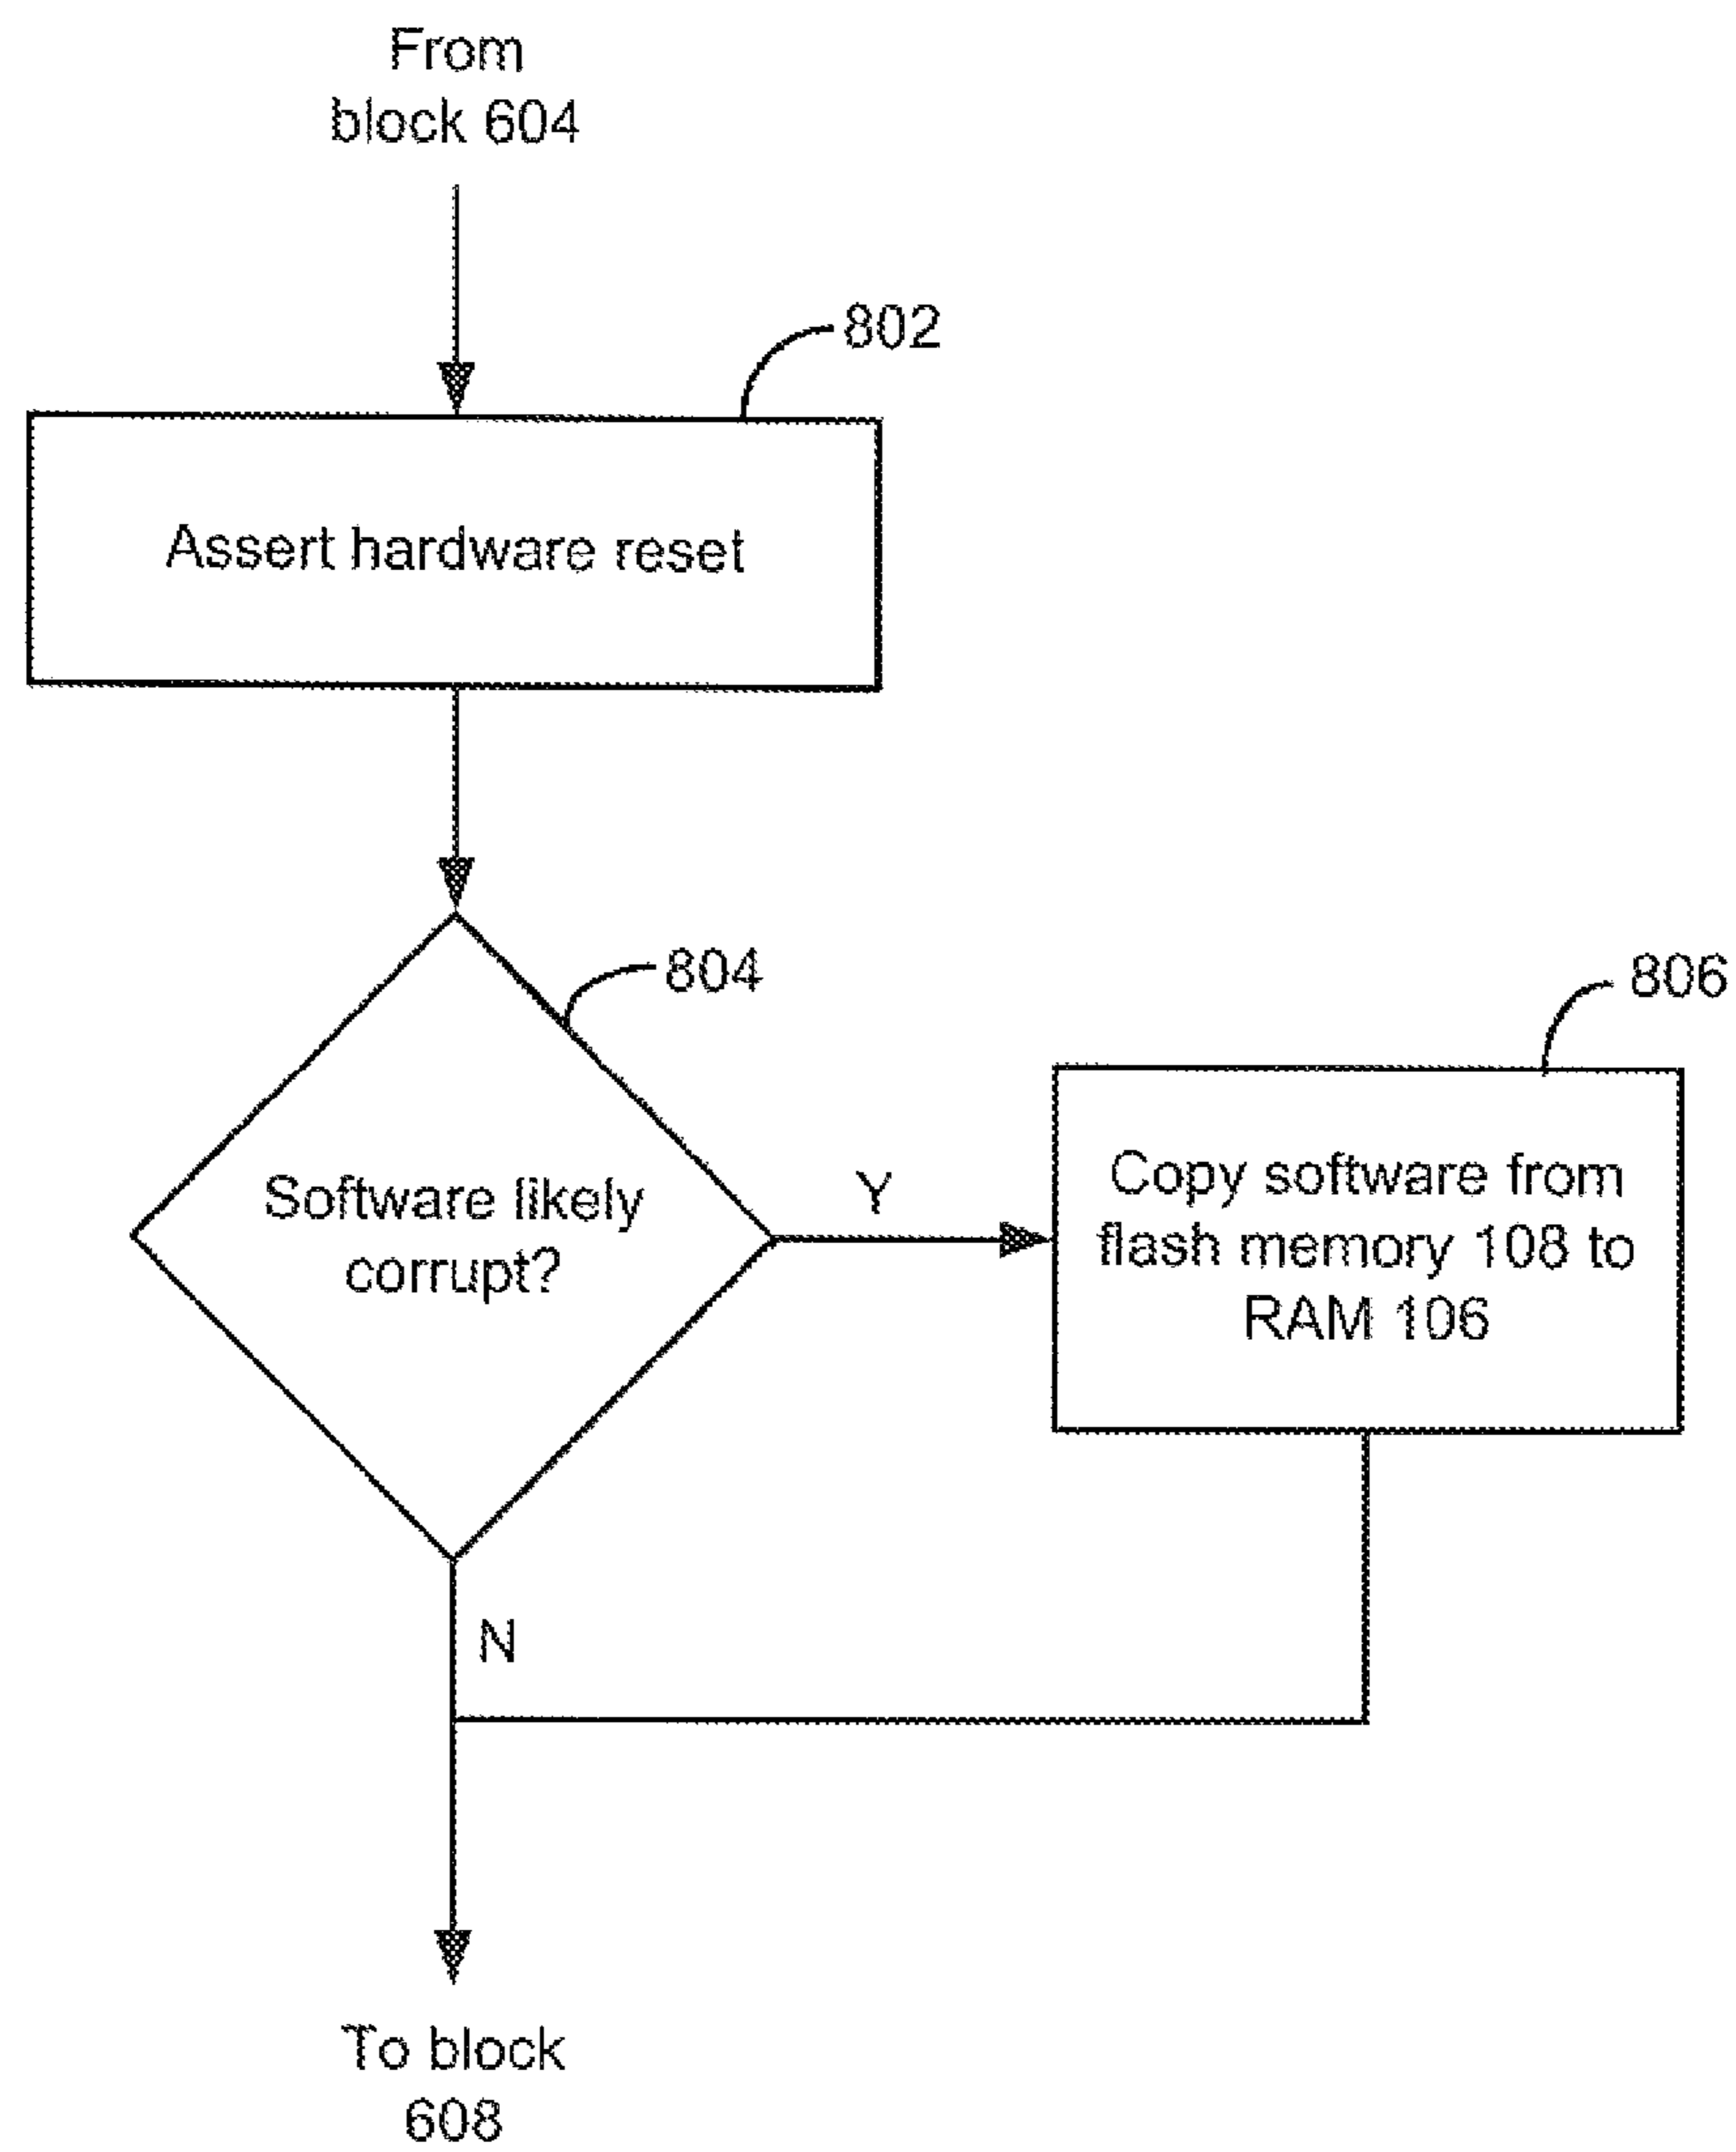 From
block 604
802
Assert hardware reset
804
806
Software likely
corrupt?
Y
Copy software from
flash memory 108 to
RAM 106
N
To block
608